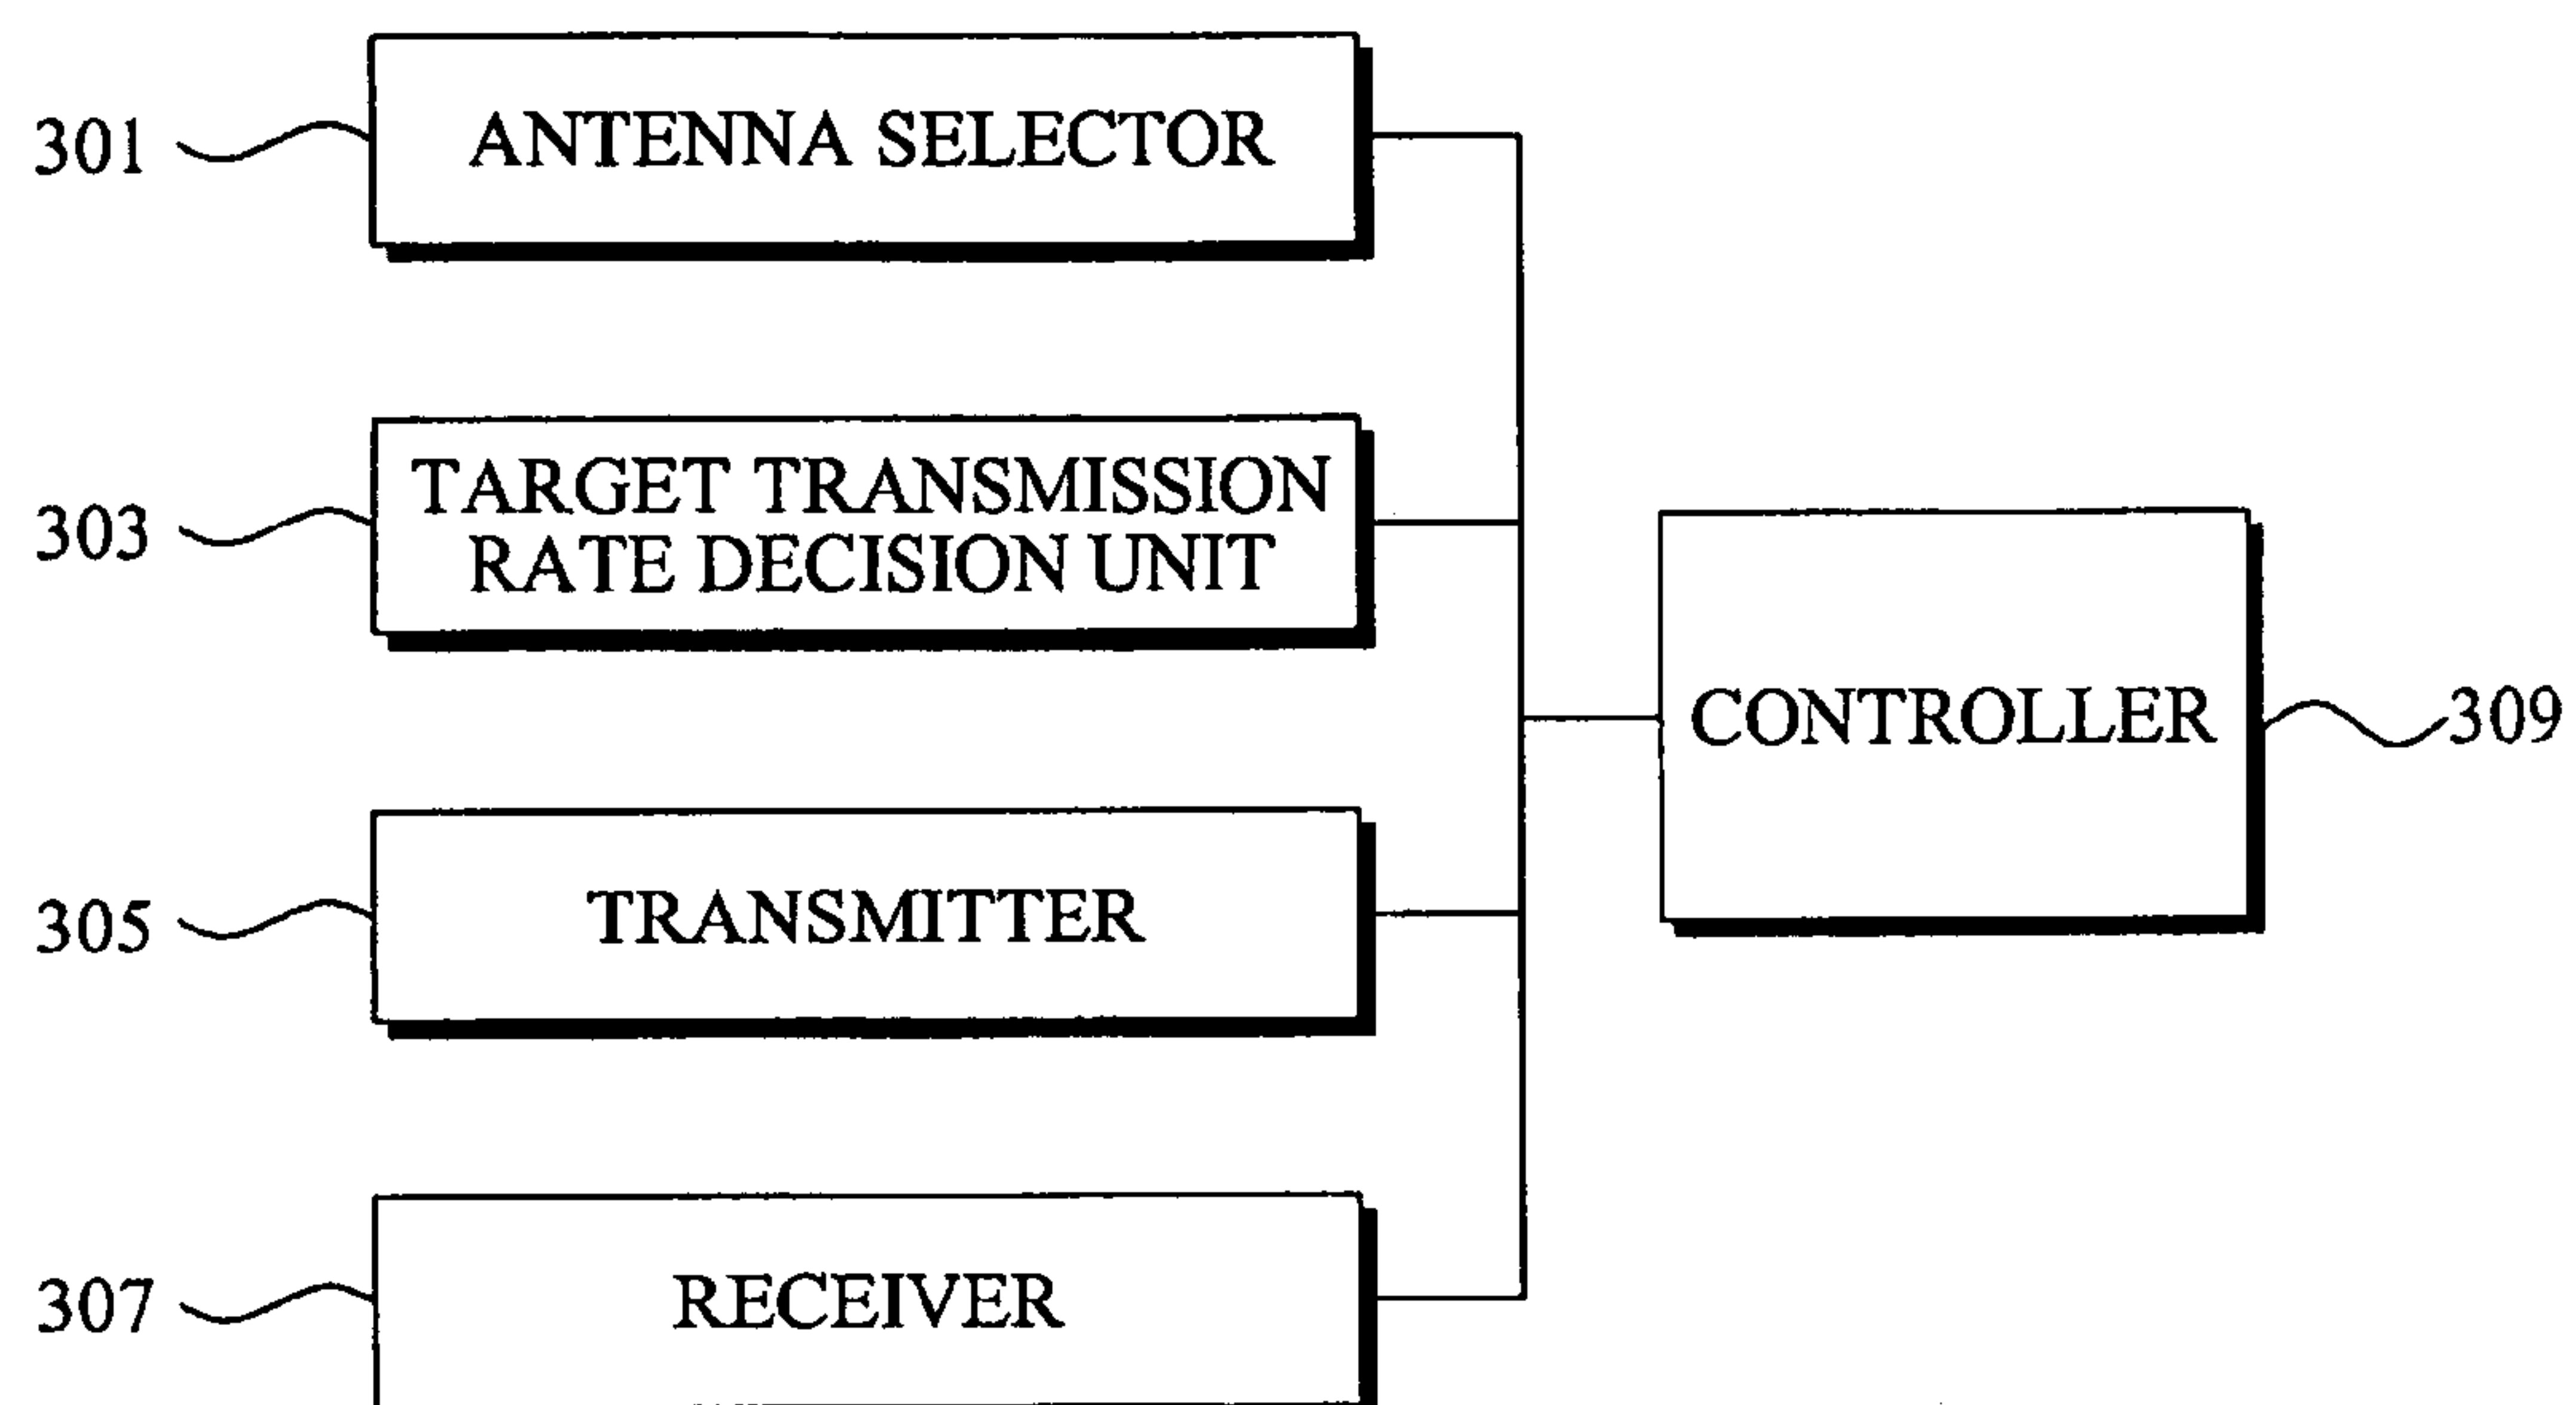 301
ANTENNA SELECTOR
303
TARGET TRANSMISSION
RATE DECISION UNIT
CONTROLLER
309
305
TRANSMITTER
307
RECEIVER